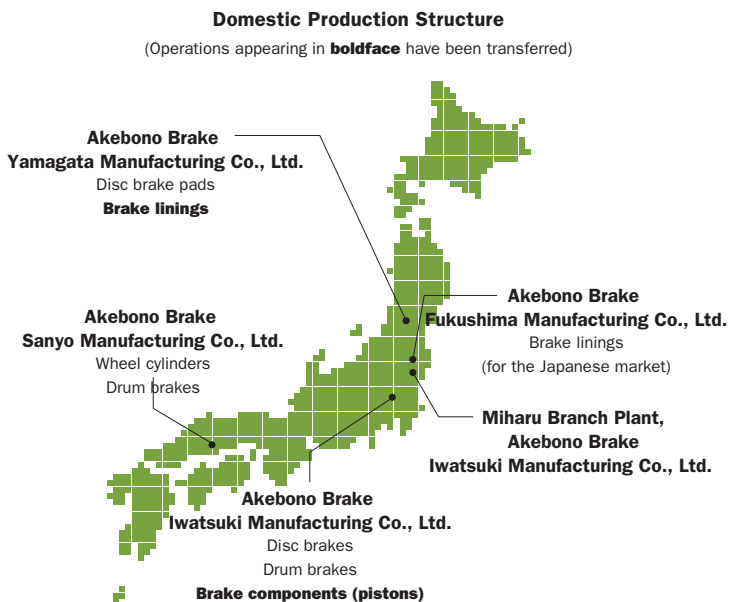 Domestic Production Structure
(Operations appearing in boldface have been transferred)
Akebono Brake
Yamagata Manufacturing Co., Ltd.
Disc brake pads
Brake linings
Akebono Brake
Fukushima Manufacturing Co., Ltd.
Brake linings
(for the Japanese market)
Akebono Brake
Sanyo Manufacturing Co., Ltd.
Wheel cylinders
Drum brakes
Miharu Branch Plant,
Akebono Brake
Iwatsuki Manufacturing Co., Ltd.
Akebono Brake
Iwatsuki Manufacturing Co., Ltd.
Disc brakes
Drum brakes
Brake components (pistons)